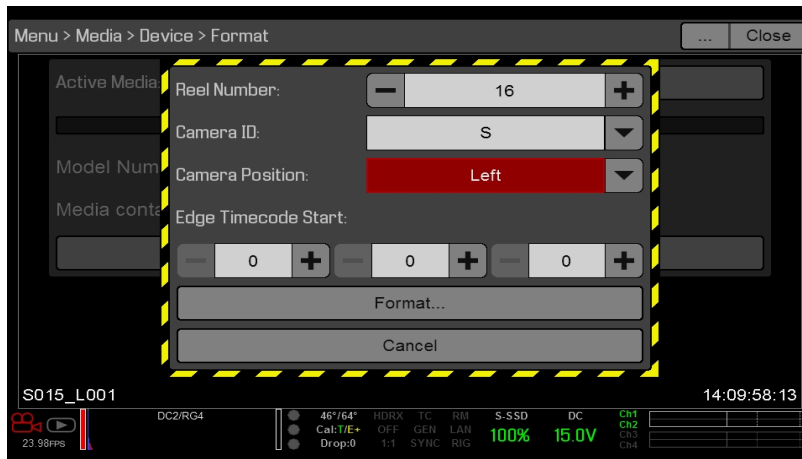 Menu > Media > Device > Format
...
Close
Active Media:
Reel Number:
16
Camera ID:
S
Model Num
Camera Position:
Left
Media conta
Edge Timecode Start:
0
0
0
Format...
Cancel
S015_L001
14:09:58:13
DC2/RG4
46°/64°
HDRX TC RM
S-SSD
DC
Ch1
Cal:T/E+
OFF GEN LAN
100%
15.0V
Ch2
23.98FPS
Drop:0
1:1 SYNC RIG
Ch3
Ch4